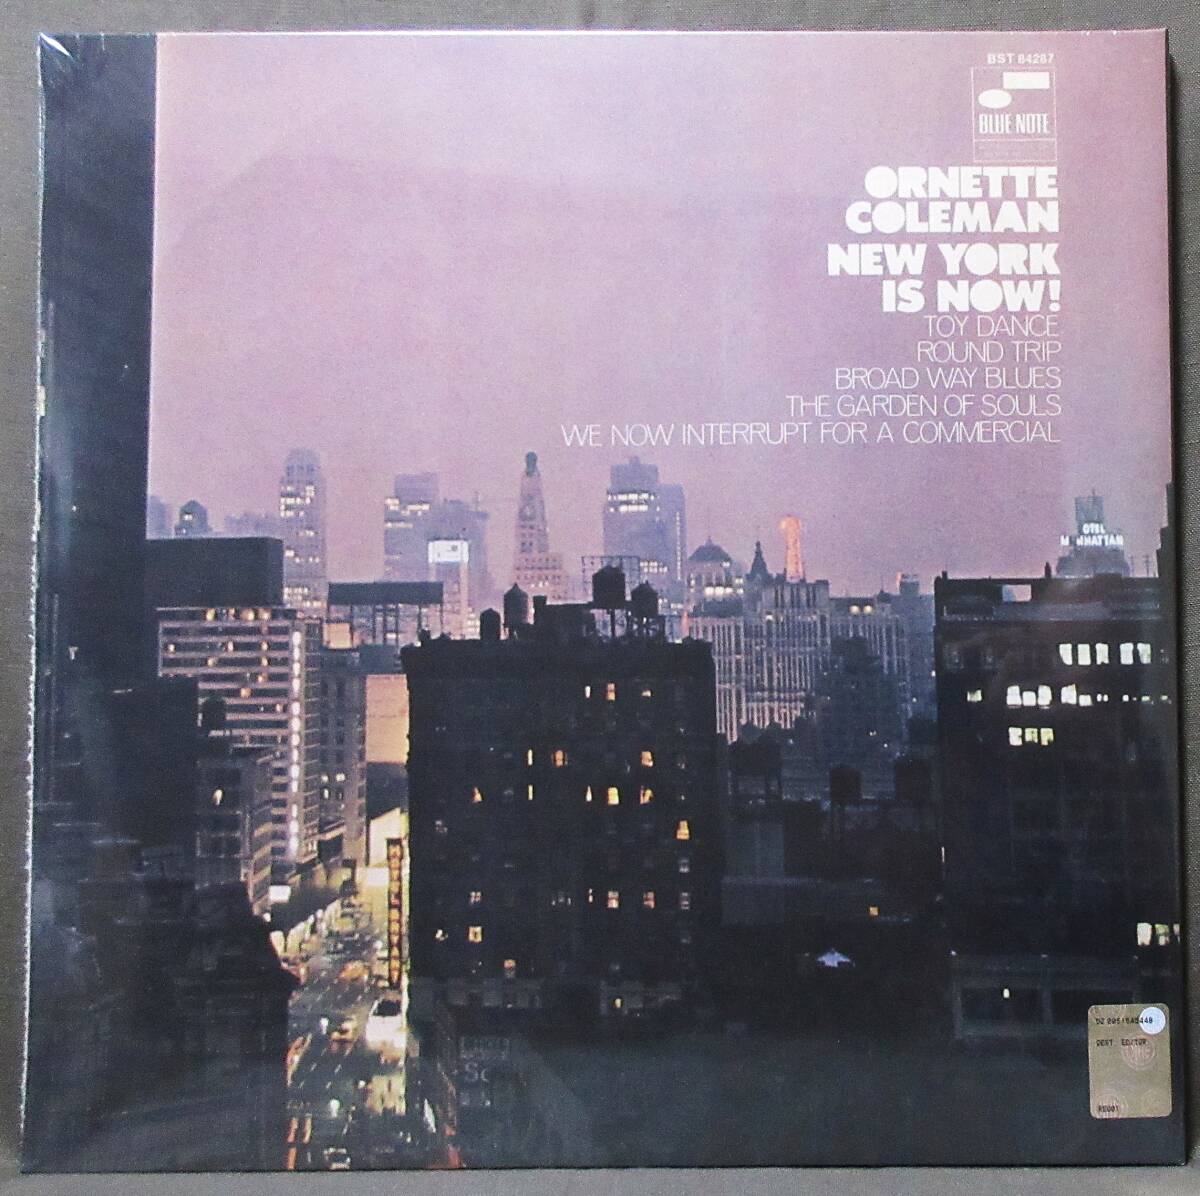 BST 84287
BLUE NOTE
ORNETTE
COLEMAN
NEW YORK
IS NOW!
TOY DANCE
ROUND TRIP
BROAD WAY BLUES
THE GARDEN OF SOULS
WE NOW INTERRUPT FOR A COMMERCIAL
OTEL
M NHATTAN